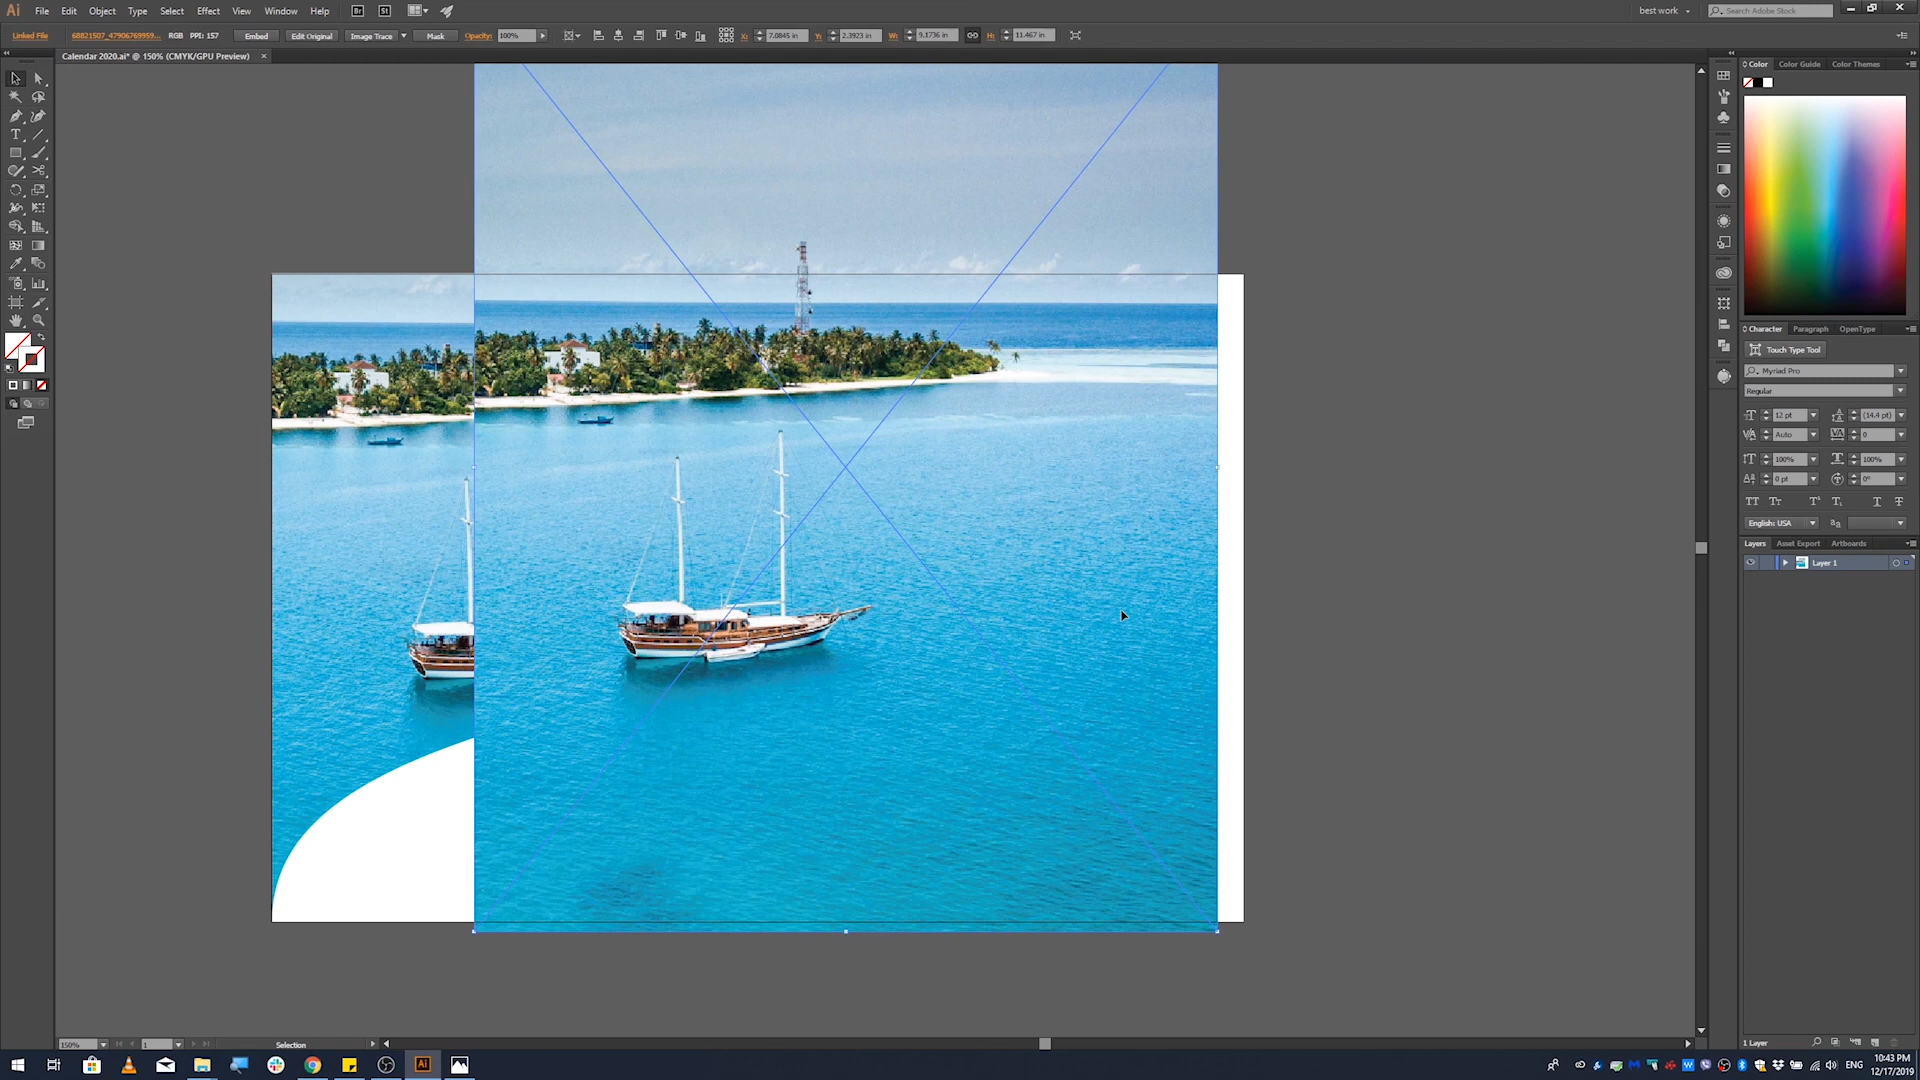 Ai File Edit Object Type Select Effect View Window Help Br St best work Search Adobe Stock
Linked File 68821507_47906769959... RGB PPI: 157 Embed Edit Original Image Trace Mask Opacity: 100% X: 7.0845 in Y: 2.3923 in W: 9.1736 in H: 11.467 in
Calendar 2020.ai* @ 150% (CMYK/GPU Preview)
Color Color Guide Color Themes
Character Paragraph OpenType
Touch Type Tool
Myriad Pro
Regular
12 pt (14.4 pt)
Auto 0
100% 100%
0 pt 0°
English: USA
Layers Asset Export Artboards
Layer 1
150% 1 Selection 1 Layer
Ai ENG 10:43 PM
12/17/2019